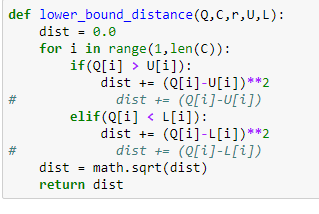 def lower_bound_distance(Q,C,r,U,L):
    dist = 0.0
    for i in range(1,len(C)):
        if(Q[i] > U[i]):
            dist += (Q[i]-U[i])**2
#             dist += (Q[i]-U[i])
        elif(Q[i] < L[i]):
            dist += (Q[i]-L[i])**2
#             dist += (Q[i]-L[i])
    dist = math.sqrt(dist)
    return dist